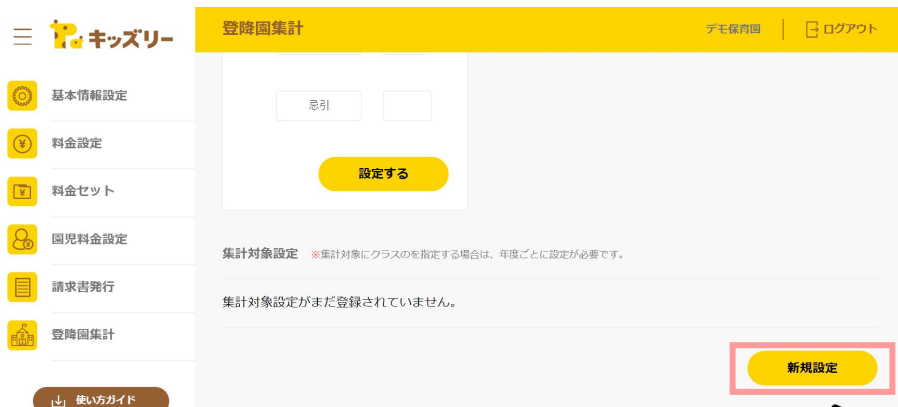 キッズリー
登降園集計
デモ保育園
ログアウト
基本情報設定
料金設定
料金セット
園児料金設定
請求書発行
登降園集計
使い方ガイド
忌引
設定する
集計対象設定 ※集計対象にクラスのを指定する場合は、年度ごとに設定が必要です。
集計対象設定がまだ登録されていません。
新規設定